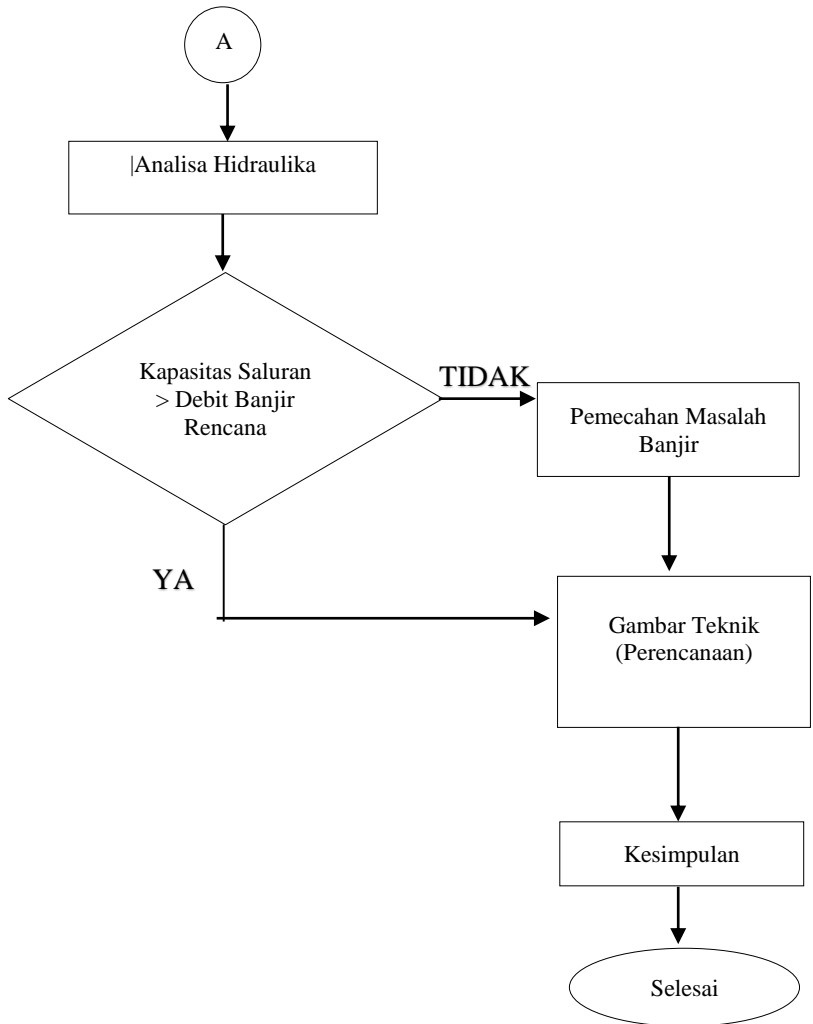 A
|Analisa Hidraulika
Kapasitas Saluran
> Debit Banjir
Rencana
TIDAK
Pemecahan Masalah
Banjir
YA
Gambar Teknik
(Perencanaan)
Kesimpulan
Selesai